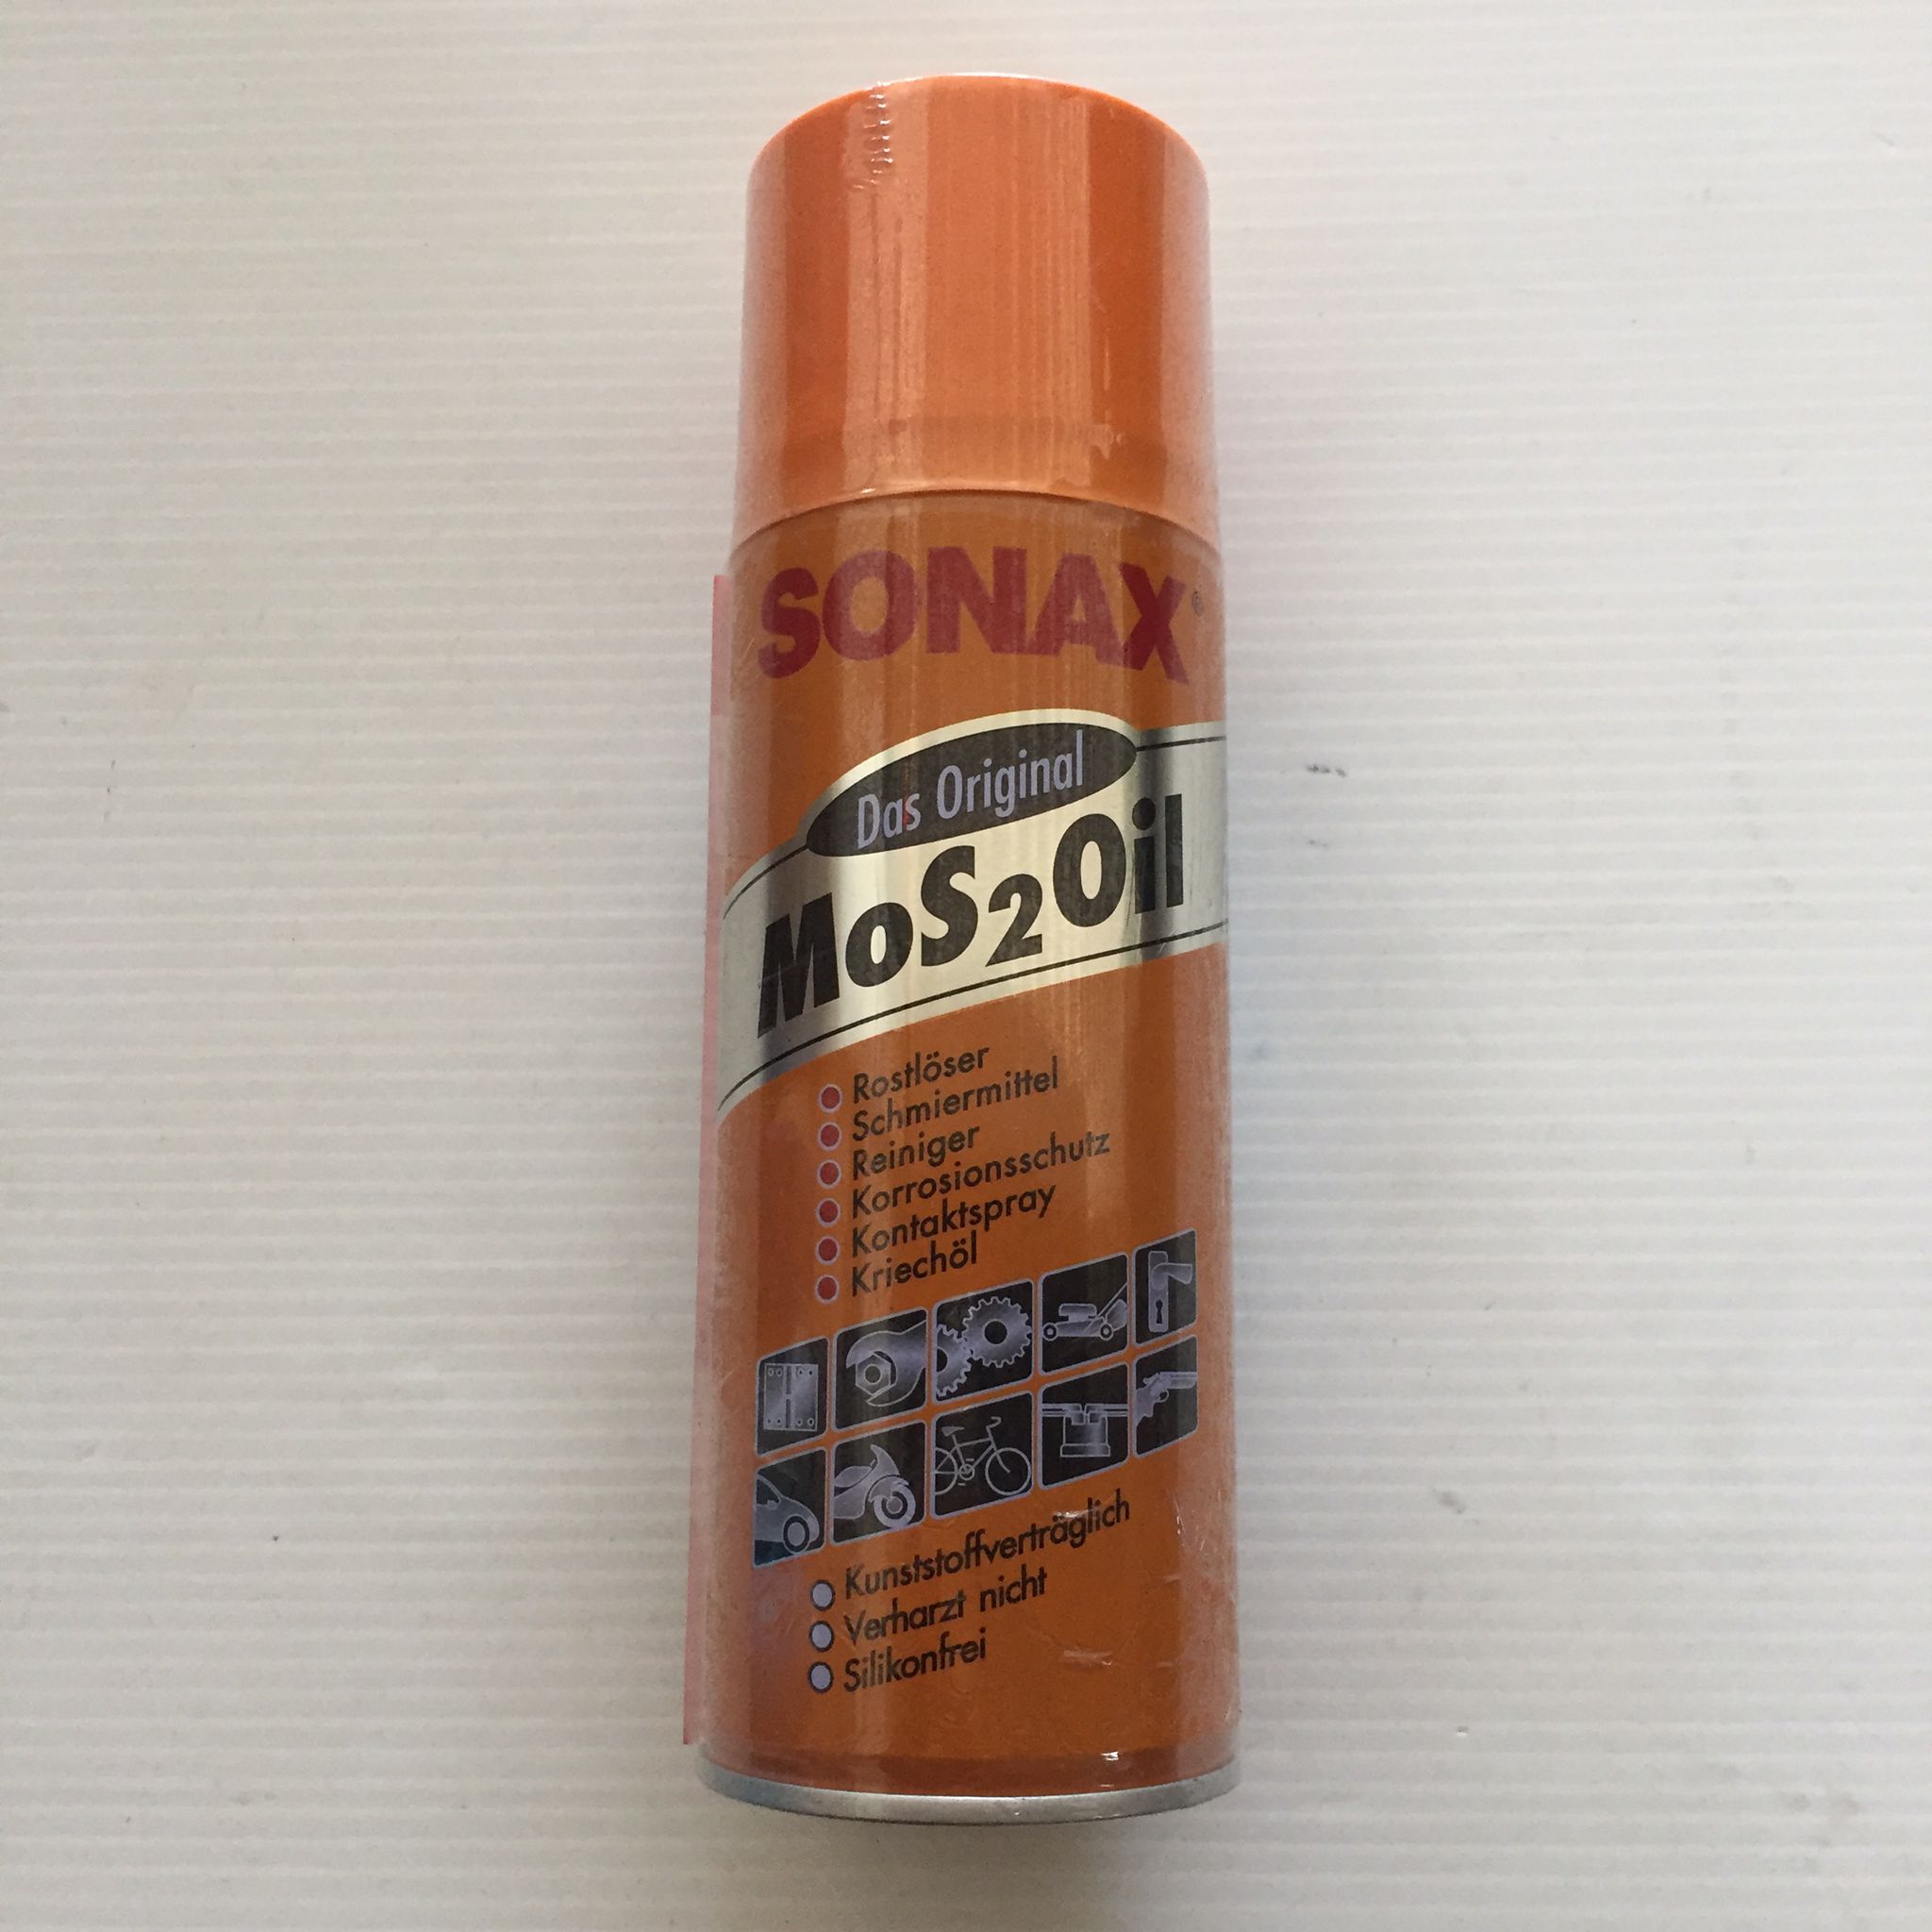 SONAX®
Das Original
MoS2Oil
Rostlöser
Schmiermittel
Reiniger
Korrosionsschutz
Kontaktspray
Kriechöl
Kunststoffverträglich
Verharzt nicht
Silikonfrei